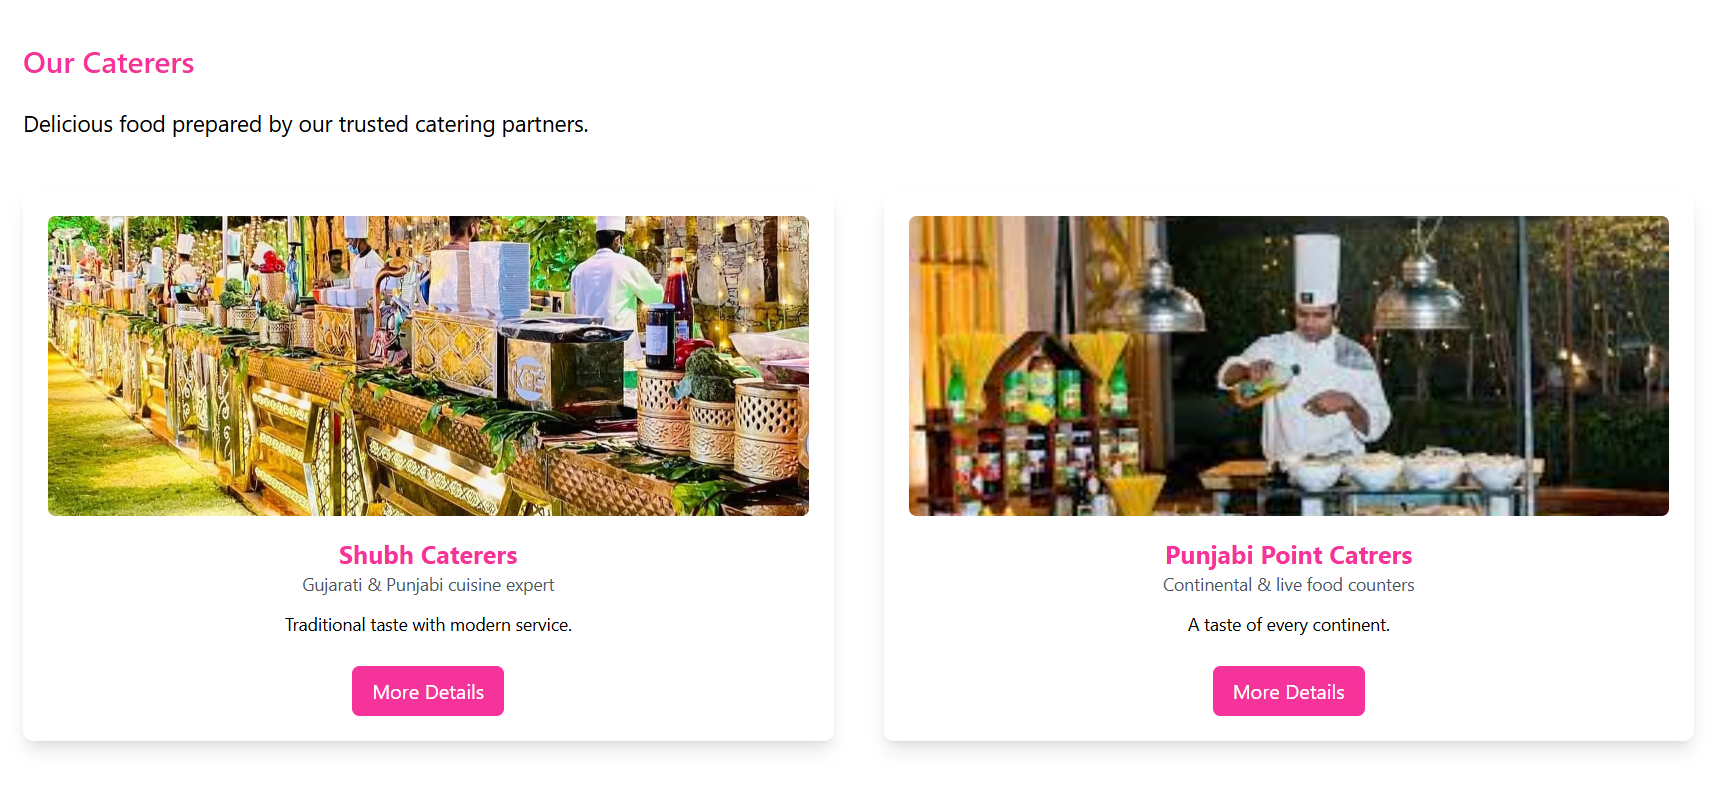 Our Caterers
Delicious food prepared by our trusted catering partners.
Shubh Caterers
Gujarati & Punjabi cuisine expert
Traditional taste with modern service.
More Details
Punjabi Point Catrers
Continental & live food counters
A taste of every continent.
More Details